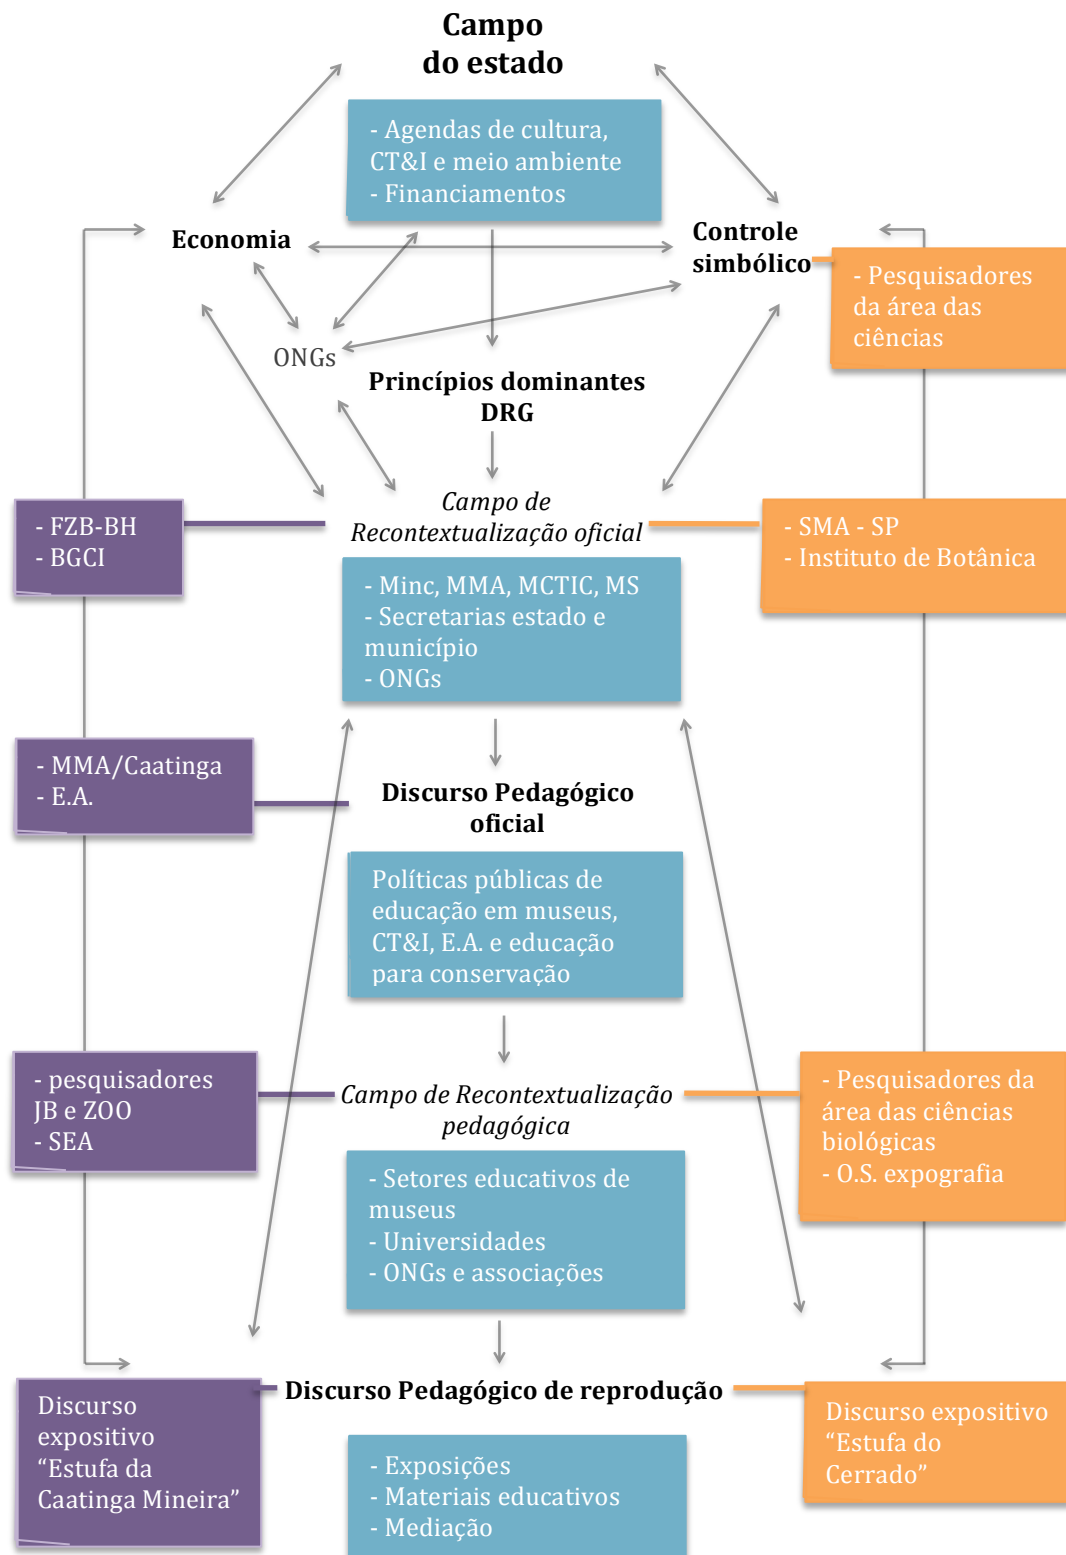 Campo
do estado
- Agendas de cultura,
CT&I e meio ambiente
- Financiamentos
Economia
Controle
simbólico
- Pesquisadores
da área das
ciências
ONGs
Princípios dominantes
DRG
- FZB-BH
- BGCI
Campo de
Recontextualização oficial
- SMA - SP
- Instituto de Botânica
- Minc, MMA, MCTIC, MS
- Secretarias estado e
município
- ONGs
- MMA/Caatinga
- E.A.
Discurso Pedagógico
oficial
Políticas públicas de
educação em museus,
CT&I, E.A. e educação
para conservação
- pesquisadores
JB e ZOO
- SEA
Campo de Recontextualização
pedagógica
- Pesquisadores da
área das ciências
biológicas
- O.S. expografia
- Setores educativos de
museus
- Universidades
- ONGs e associações
Discurso Pedagógico de reprodução
Discurso
expositivo
“Estufa da
Caatinga Mineira”
Discurso expositivo
“Estufa do
Cerrado”
- Exposições
- Materiais educativos
- Mediação